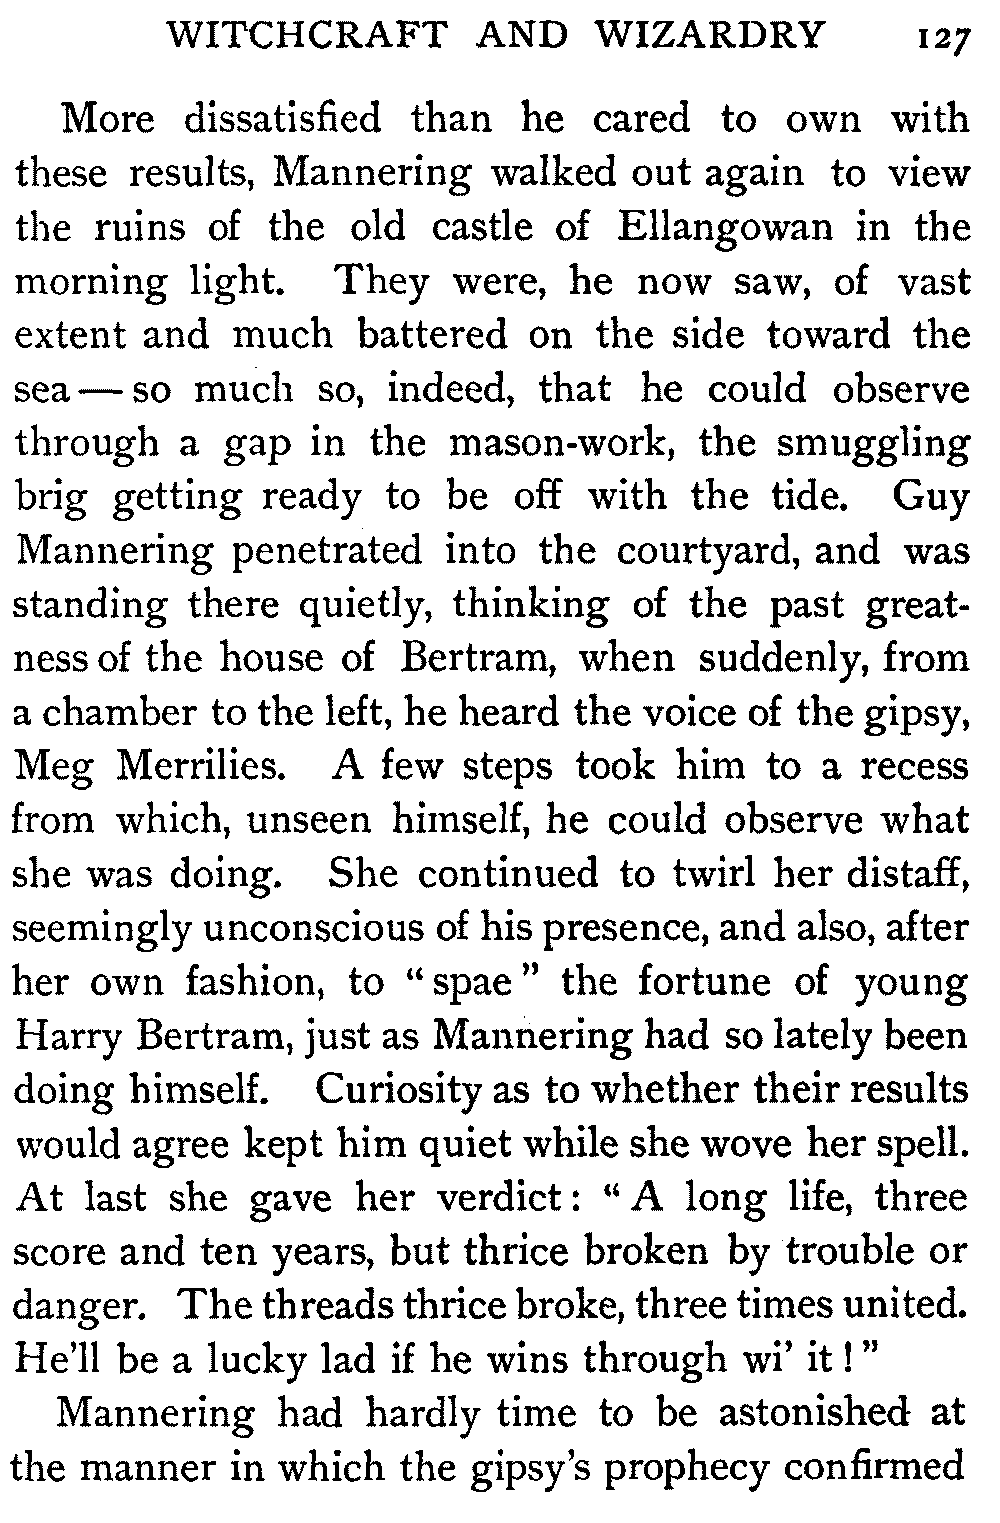 WITCHCRAFT AND WIZARDRY 127
More dissatisfied than he cared to own with
these results, Mannering walked out again to view
the ruins of the old castle of Ellangowan in the
morning light. They were, he now saw, of vast
extent and much battered on the side toward the
sea — so much so, indeed, that he could observe
through a gap in the mason-work, the smuggling
brig getting ready to be off with the tide. Guy
Mannering penetrated into the courtyard, and was
standing there quietly, thinking of the past great-
ness of the house of Bertram, when suddenly, from
a chamber to the left, he heard the voice of the gipsy,
Meg Merrilies. A few steps took him to a recess
from which, unseen himself, he could observe what
she was doing. She continued to twirl her distaff,
seemingly unconscious of his presence, and also, after
her own fashion, to “spae” the fortune of young
Harry Bertram, just as Mannering had so lately been
doing himself. Curiosity as to whether their results
would agree kept him quiet while she wove her spell.
At last she gave her verdict: “A long life, three
score and ten years, but thrice broken by trouble or
danger. The threads thrice broke, three times united.
He'll be a lucky lad if he wins through wi' it!”
Mannering had hardly time to be astonished at
the manner in which the gipsy's prophecy confirmed